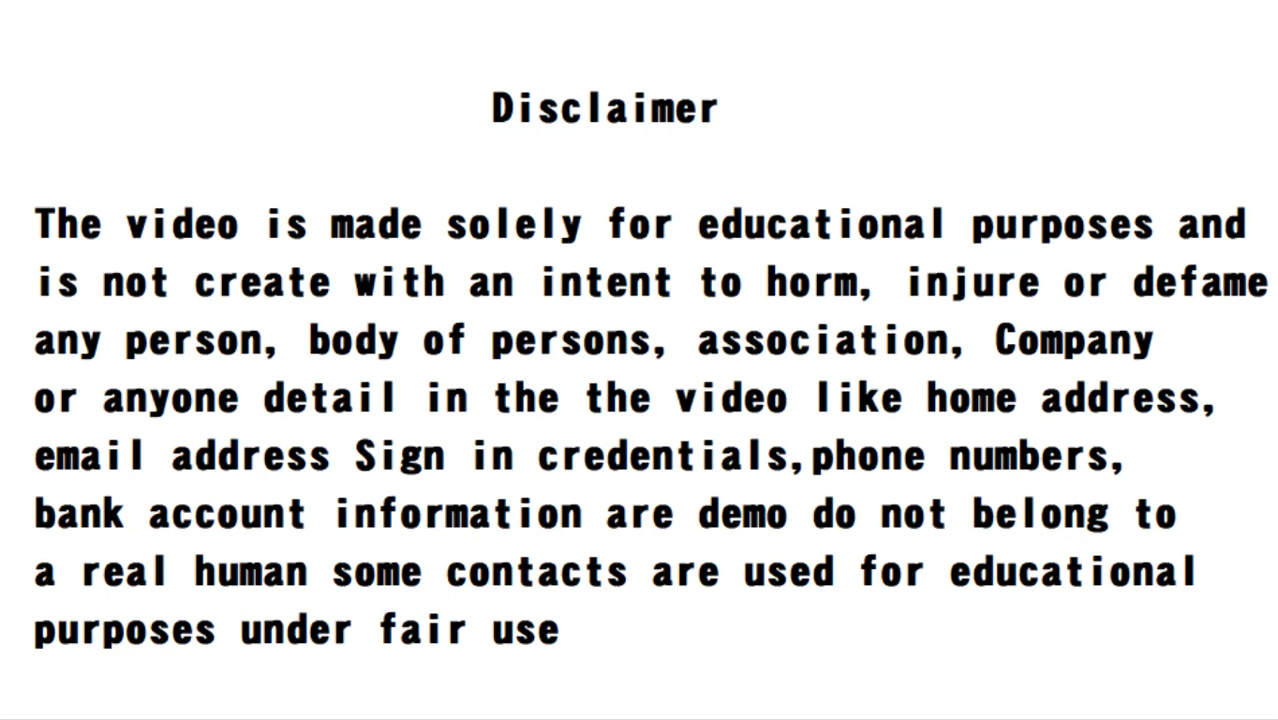 Disclaimer
The video is made solely for educational purposes and
is not create with an intent to horm, injure or defame
any person, body of persons, association, Company
or anyone detail in the the video like home address,
email address Sign in credentials,phone numbers,
bank account information are demo do not belong to
a real human some contacts are used for educational
purposes under fair use